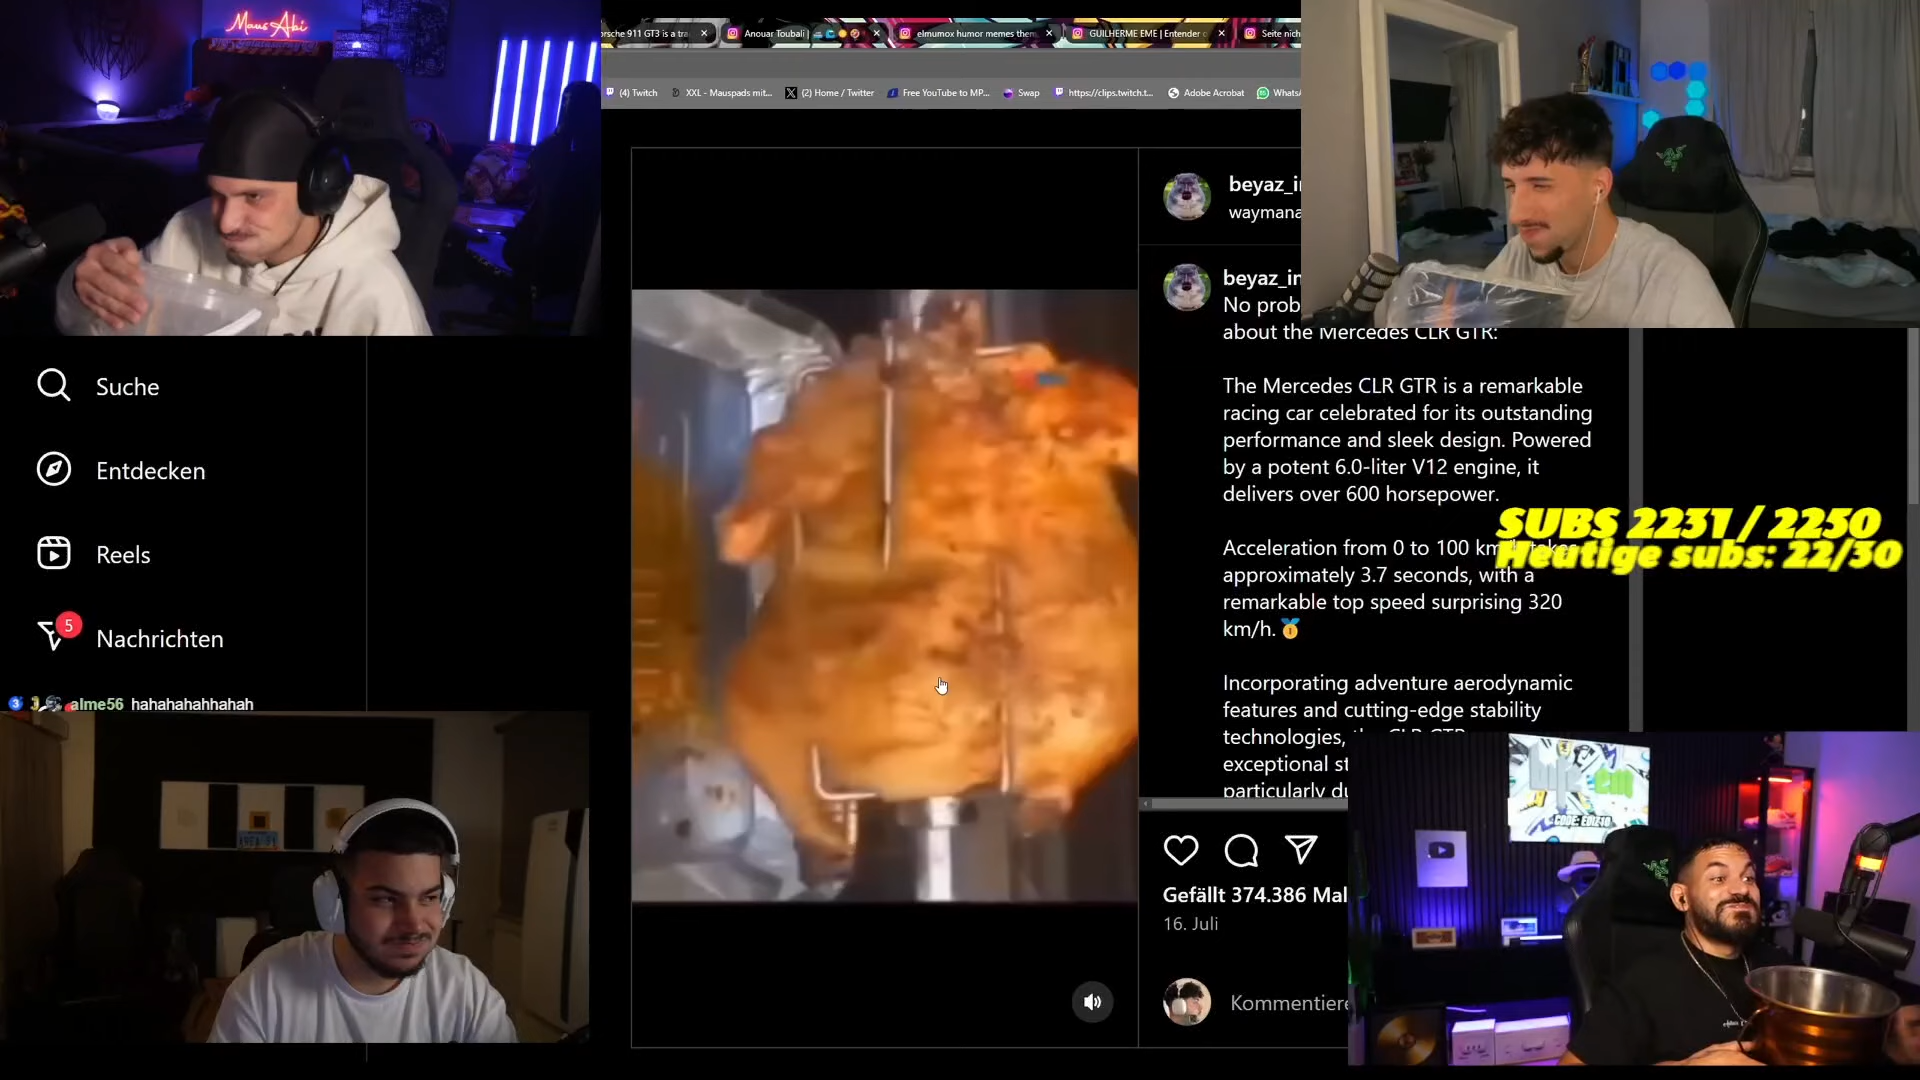 Maus Abi
orsche 911 GT3 is a tra
Anouar Toubali |
elmumox humor memes them
GUILHERME EME | Entender o
Seite nich
(4) Twitch
XXL - Mauspads mit...
(2) Home / Twitter
Free YouTube to MP...
Swap
https://clips.twitch.t...
Adobe Acrobat
WhatsA
beyaz_i
waymana
beyaz_in
No prob
about the Mercedes CLR GTR:
The Mercedes CLR GTR is a remarkable
racing car celebrated for its outstanding
performance and sleek design. Powered
by a potent 6.0-liter V12 engine, it
delivers over 600 horsepower.
Acceleration from 0 to 100 km
approximately 3.7 seconds, with a
remarkable top speed surprising 320
km/h.🥇
Incorporating adventure aerodynamic
features and cutting-edge stability
technologies,
exceptional st
particularly du
SUBS 2231 / 2250
Heutige subs: 22/30
Suche
Entdecken
Reels
5
Nachrichten
3 alme56 hahahahahhahah
Gefällt 374.386 Mal
16. Juli
Kommentiere
CODE: EDIZ10